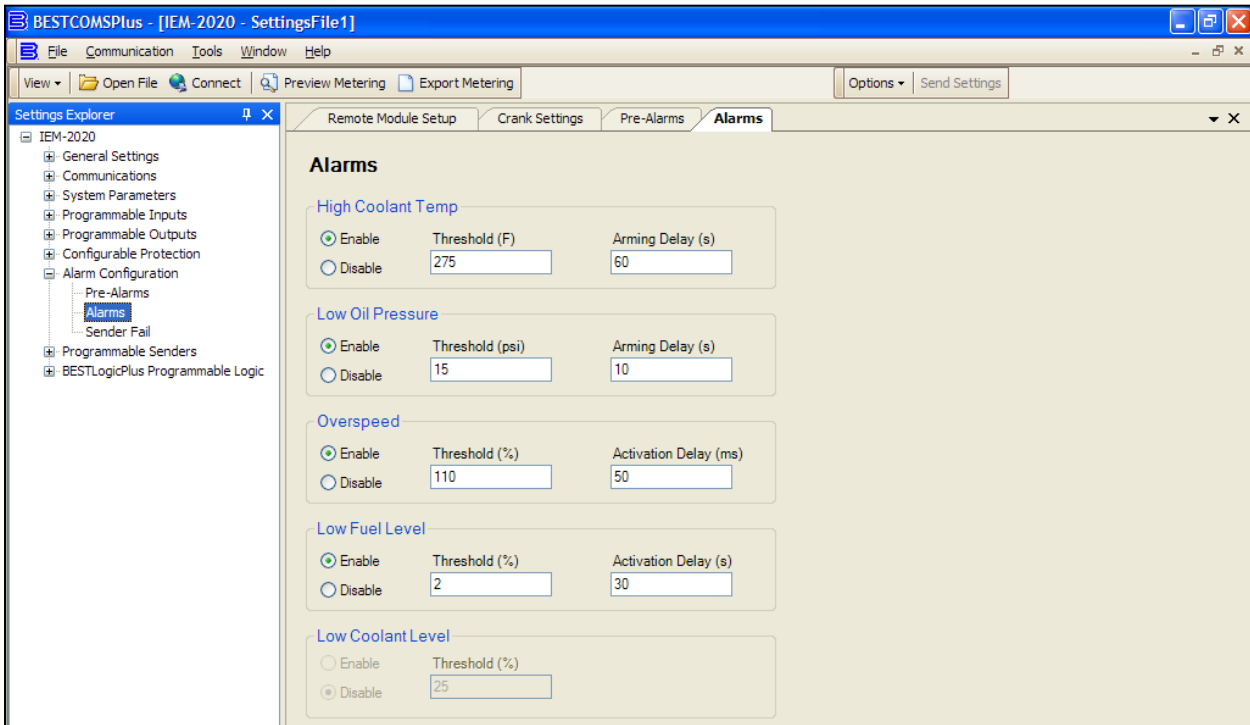 BESTCOMSPlus - [IEM-2020 - SettingsFile1]
File Communication Tools Window Help
View Open File Connect Preview Metering Export Metering Options Send Settings
Settings Explorer
IEM-2020
General Settings
Communications
System Parameters
Programmable Inputs
Programmable Outputs
Configurable Protection
Alarm Configuration
Pre-Alarms
Alarms
Sender Fail
Programmable Senders
BESTLogicPlus Programmable Logic
Remote Module Setup Crank Settings Pre-Alarms Alarms
Alarms
High Coolant Temp
Enable Threshold (F) Arming Delay (s)
Disable 275 60
Low Oil Pressure
Enable Threshold (psi) Arming Delay (s)
Disable 15 10
Overspeed
Enable Threshold (%) Activation Delay (ms)
Disable 110 50
Low Fuel Level
Enable Threshold (%) Activation Delay (s)
Disable 2 30
Low Coolant Level
Enable Threshold (%)
Disable 25